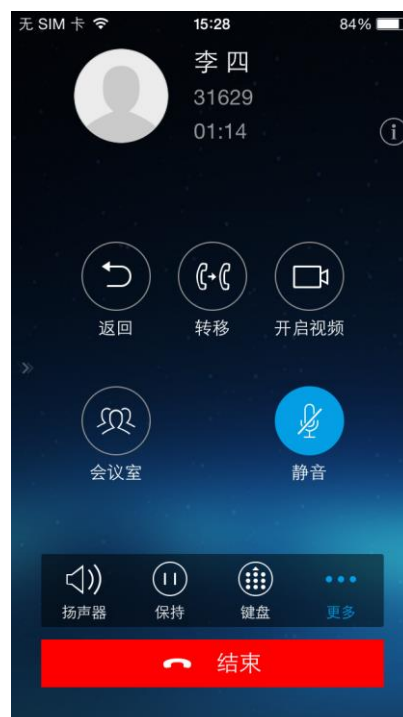 无 SIM 卡 15:28 84%
李 四
31629
01:14
返回 转移 开启视频
会议室 静音
扬声器 保持 键盘 更多
结束